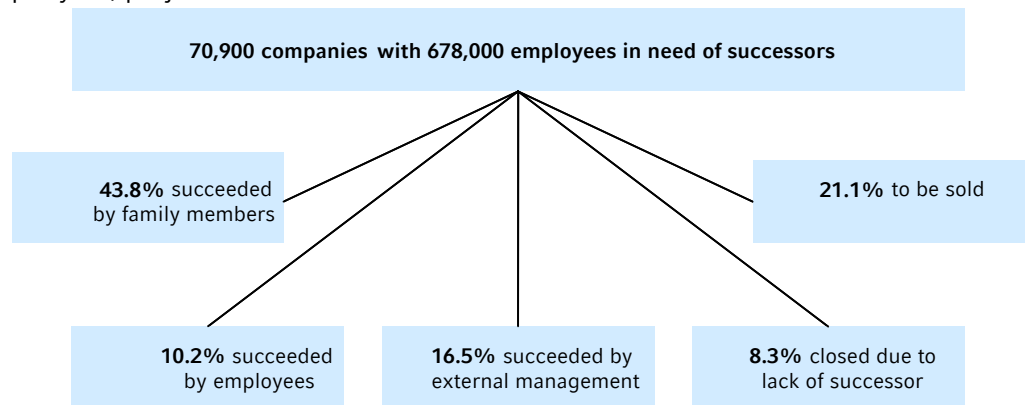 70,900 companies with 678,000 employees in need of successors
43.8% succeeded
by family members
21.1% to be sold
10.2% succeeded
by employees
16.5% succeeded by
external management
8.3% closed due to
lack of successor